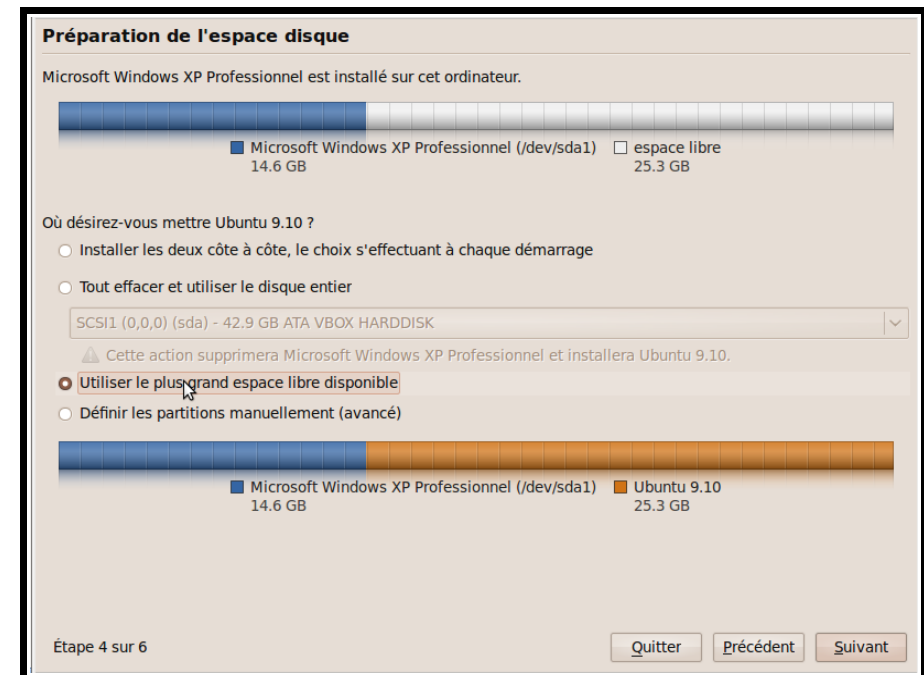 Préparation de l'espace disque
Microsoft Windows XP Professionnel est installé sur cet ordinateur.
Microsoft Windows XP Professionnel (/dev/sda1) espace libre
14.6 GB 25.3 GB
Où désirez-vous mettre Ubuntu 9.10 ?
Installer les deux côte à côte, le choix s'effectuant à chaque démarrage
Tout effacer et utiliser le disque entier
SCSI1 (0,0,0) (sda) - 42.9 GB ATA VBOX HARDDISK
Cette action supprimera Microsoft Windows XP Professionnel et installera Ubuntu 9.10.
Utiliser le plus grand espace libre disponible
Définir les partitions manuellement (avancé)
Microsoft Windows XP Professionnel (/dev/sda1) Ubuntu 9.10
14.6 GB 25.3 GB
Étape 4 sur 6 Quitter Précédent Suivant